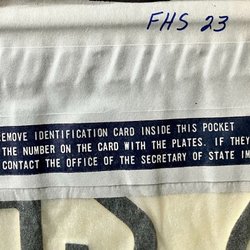 FHS 23
REMOVE IDENTIFICATION CARD INSIDE THIS POCKET
THE NUMBER ON THE CARD WITH THE PLATES. IF THEY
CONTACT THE OFFICE OF THE SECRETARY OF STATE IM